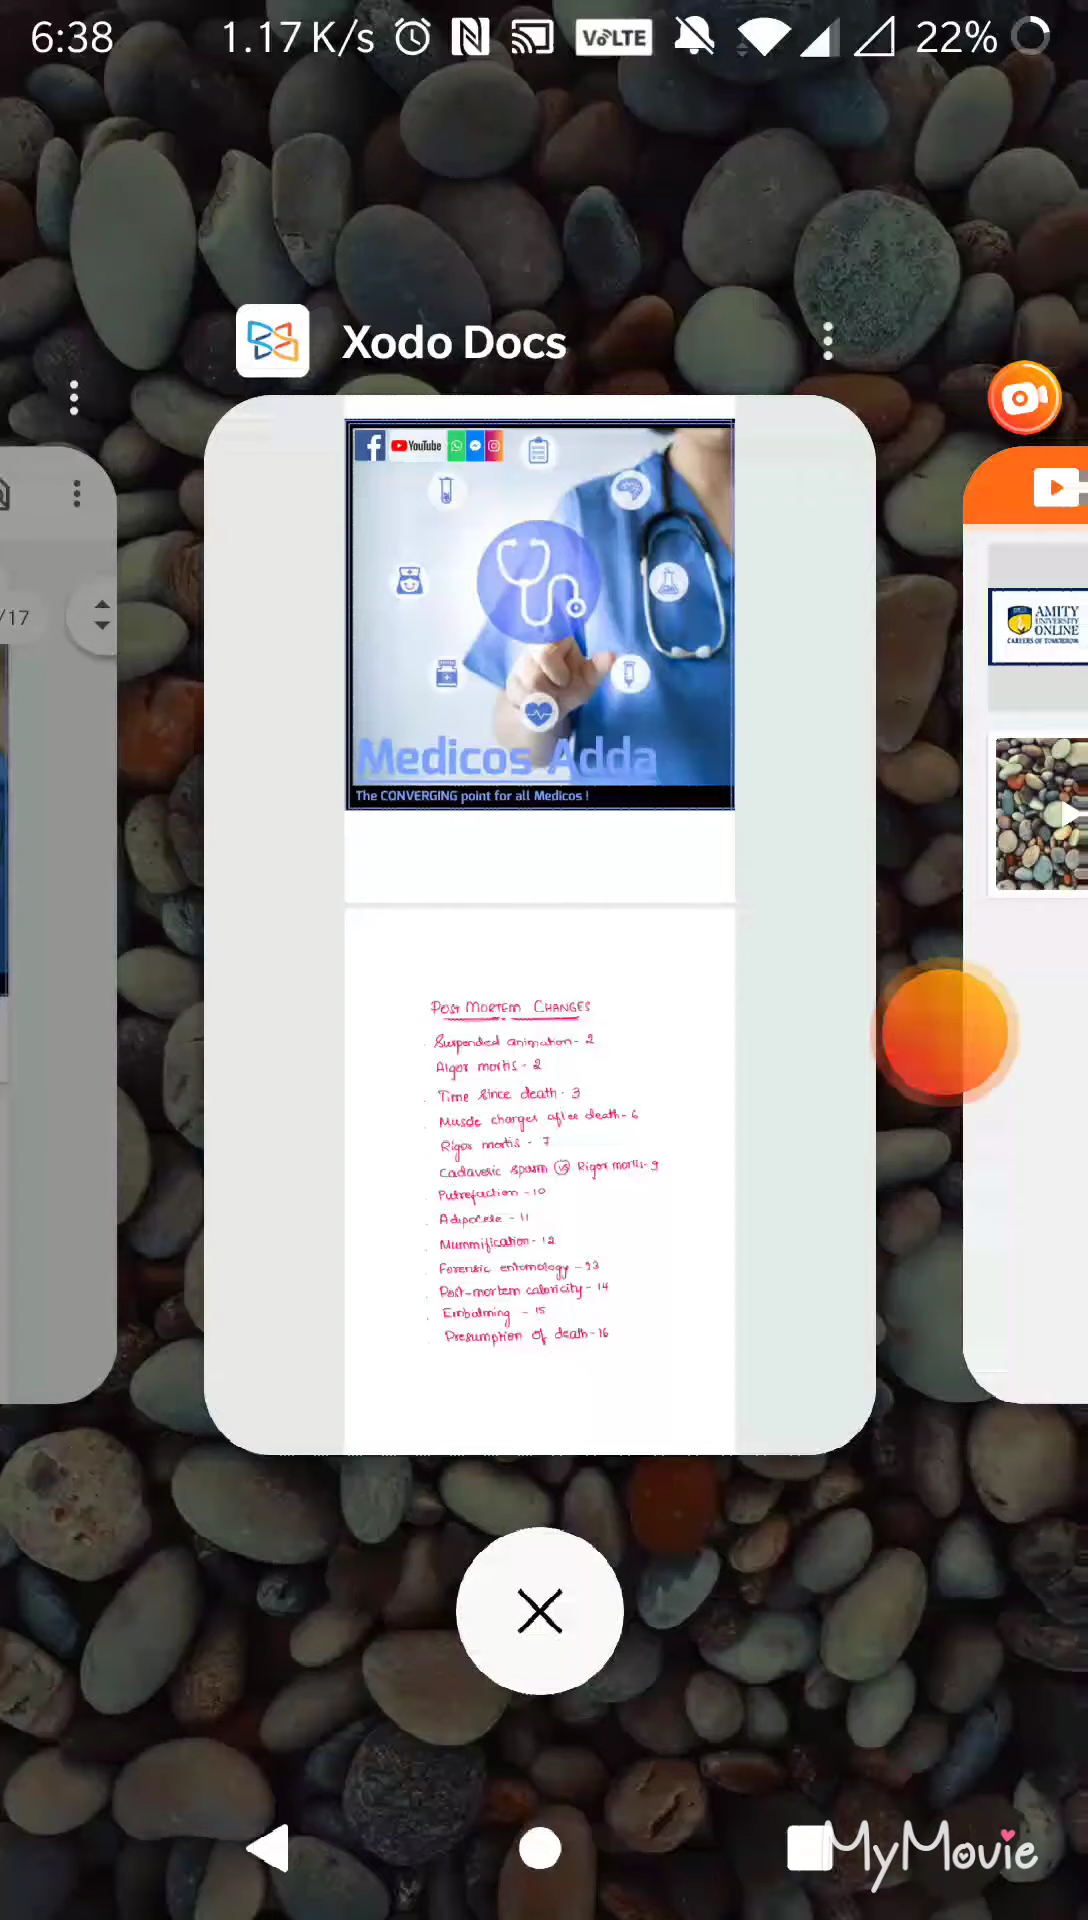 6:38 1.17 K/s VoLTE 22%
Xodo Docs
YouTube
/17
AMITY
UNIVERSITY
ONLINE
CAREERS OF TOMORROW
Medicos Adda
The CONVERGING point for all Medicos !
POST MORTEM CHANGES
Suspended animation - 2
Algor mortis - 2
Time since death - 3
Muscle changes after death - 6
Rigor mortis - 7
Cadaveric spasm vs Rigor mortis - 9
Putrefaction - 10
Adipocere - 11
Mummification - 12
Forensic entomology - 13
Post-mortem caloricity - 14
Embalming - 15
Presumption of death - 16
MyMovie